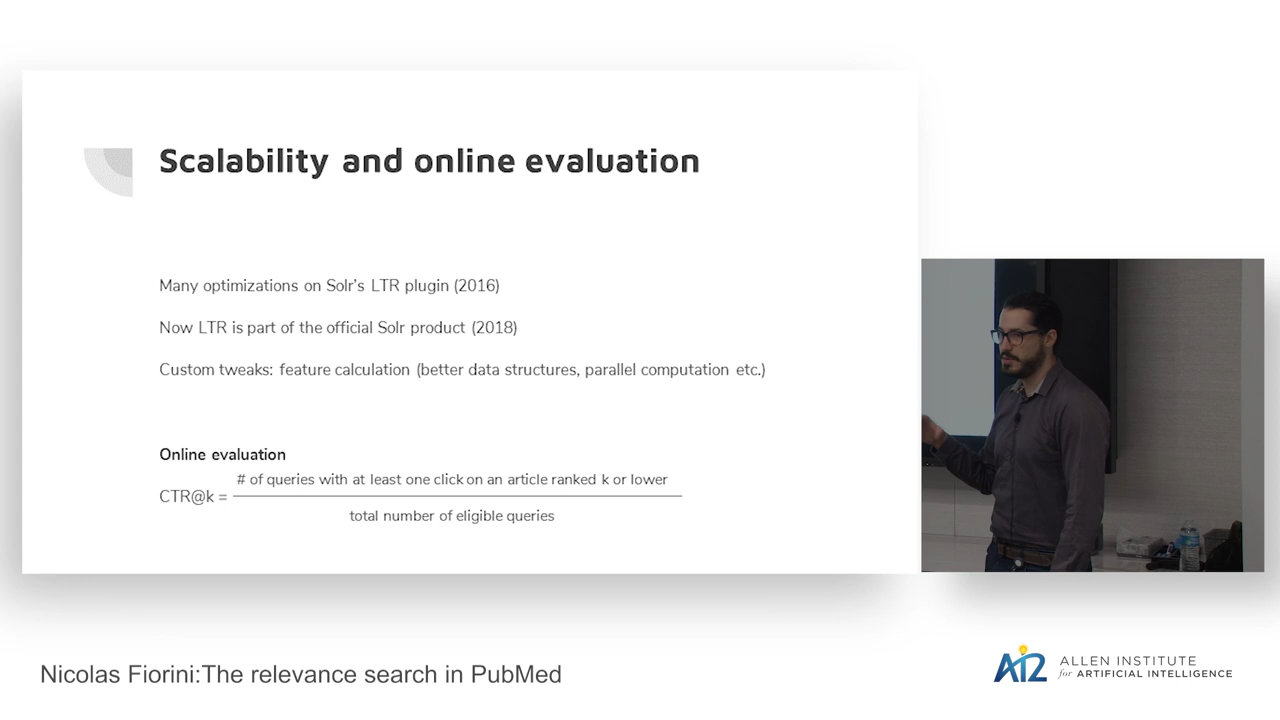 Scalability and online evaluation
Many optimizations on Solr's LTR plugin (2016)
Now LTR is part of the official Solr product (2018)
Custom tweaks: feature calculation (better data structures, parallel computation etc.)
Online evaluation
# of queries with at least one click on an article ranked k or lower
CTR@k =
total number of eligible queries
Nicolas Fiorini:The relevance search in PubMed
AI2
ALLEN INSTITUTE
for ARTIFICIAL INTELLIGENCE